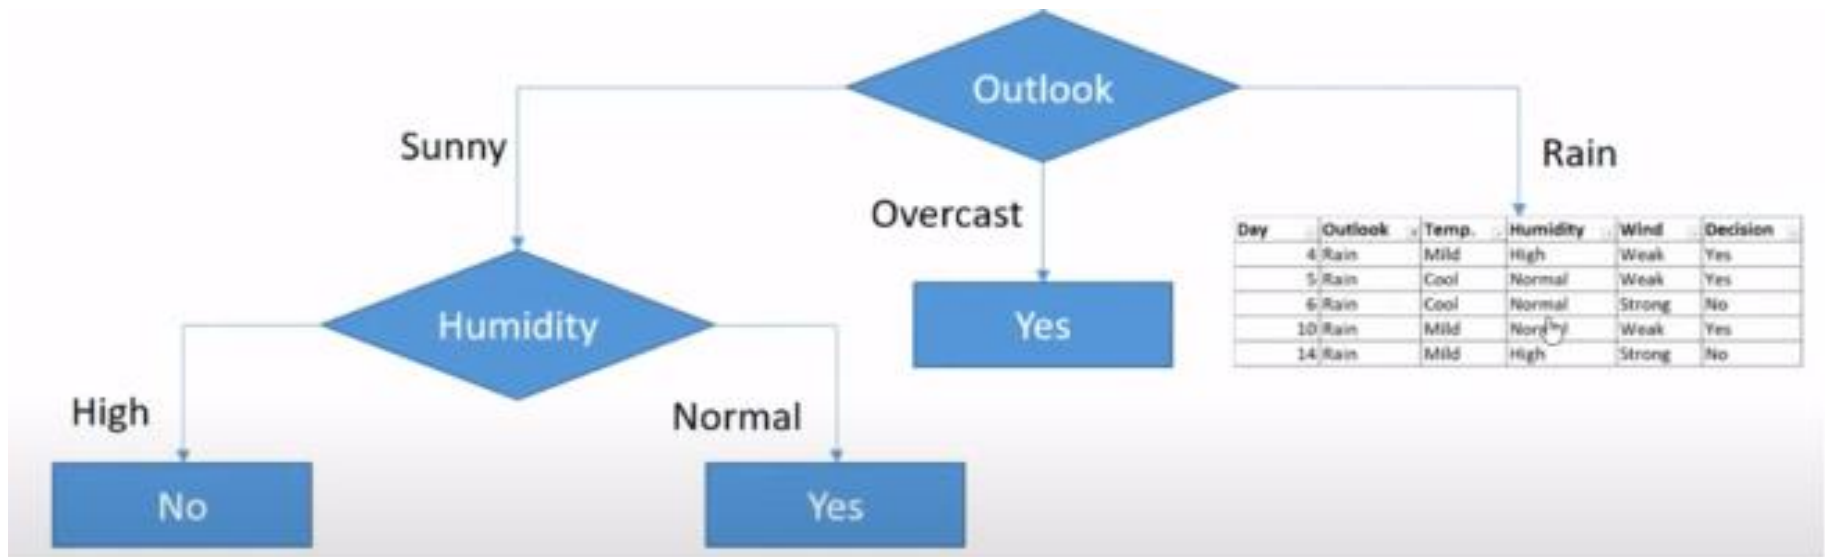 Outlook
Sunny
Rain
Overcast
Day Outlook Temp. Humidity Wind Decision
4 Rain Mild High Weak Yes
5 Rain Cool Normal Weak Yes
6 Rain Cool Normal Strong No
10 Rain Mild Normal Weak Yes
14 Rain Mild High Strong No
Humidity
Yes
High
Normal
No
Yes